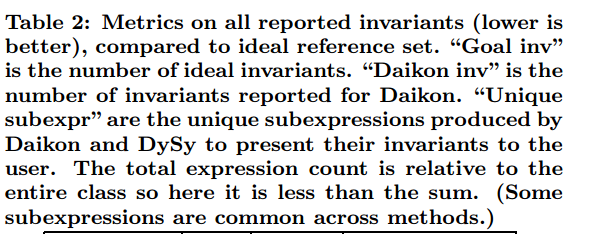 Table 2: Metrics on all reported invariants (lower is
better), compared to ideal reference set. “Goal inv”
is the number of ideal invariants. “Daikon inv” is the
number of invariants reported for Daikon. “Unique
subexpr” are the unique subexpressions produced by
Daikon and DySy to present their invariants to the
user. The total expression count is relative to the
entire class so here it is less than the sum. (Some
subexpressions are common across methods.)